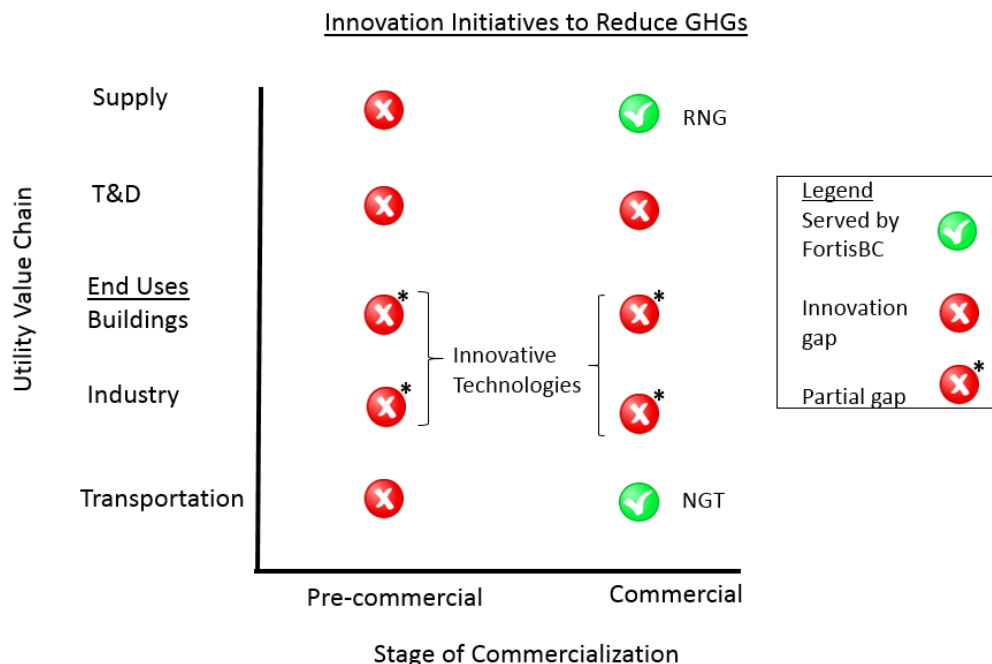 Innovation Initiatives to Reduce GHGs
Supply
RNG
T&D
End Uses
Buildings
*
*
Innovative
Technologies
Industry
*
*
Transportation
NGT
Utility Value Chain
Pre-commercial
Commercial
Stage of Commercialization
Legend
Served by
FortisBC
Innovation
gap
Partial gap
*